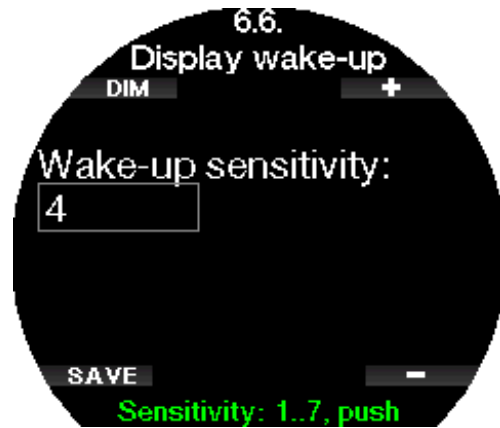 6.6.
Display wake-up
DIM +
Wake-up sensitivity:
4
SAVE -
Sensitivity: 1..7, push